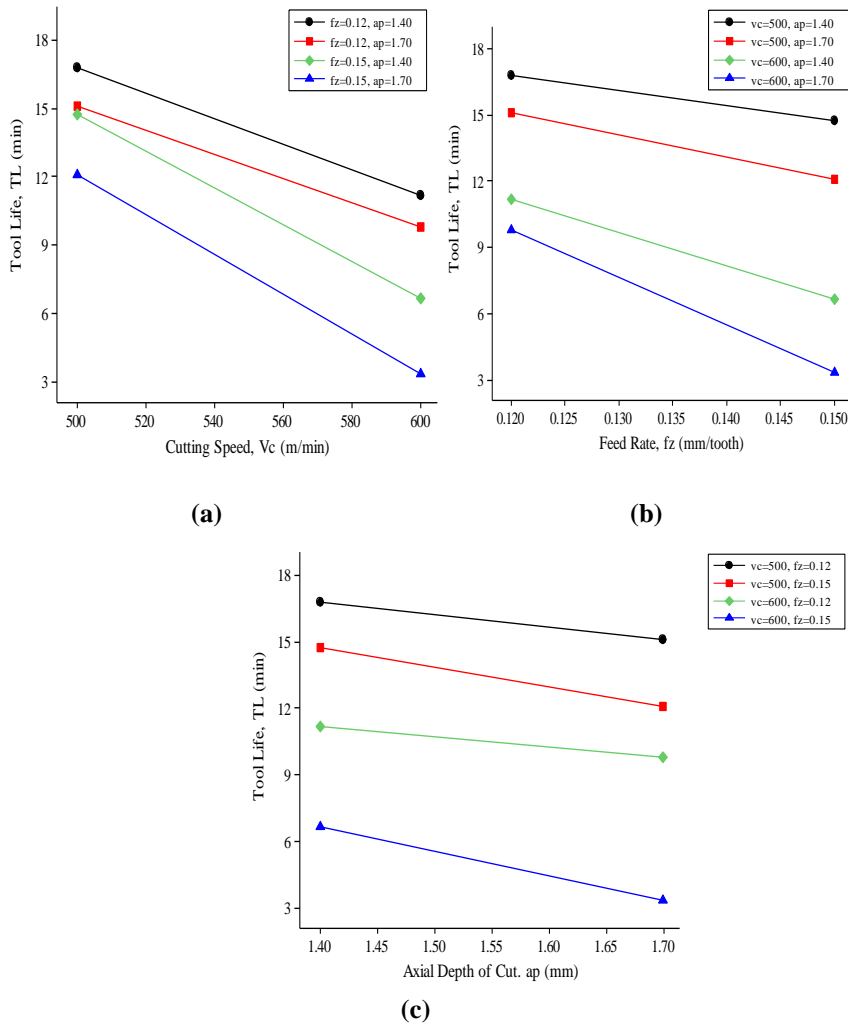 fz=0.12, ap=1.40
fz=0.12, ap=1.70
fz=0.15, ap=1.40
fz=0.15, ap=1.70
18
15
12
9
6
3
Tool Life, TL (min)
500 520 540 560 580 600
Cutting Speed, Vc (m/min)
(a)
vc=500, ap=1.40
vc=500, ap=1.70
vc=600, ap=1.40
vc=600, ap=1.70
18
15
12
9
6
3
Tool Life, TL (min)
0.120 0.125 0.130 0.135 0.140 0.145 0.150
Feed Rate, fz (mm/tooth)
(b)
vc=500, fz=0.12
vc=500, fz=0.15
vc=600, fz=0.12
vc=600, fz=0.15
18
15
12
9
6
3
Tool Life, TL (min)
1.40 1.45 1.50 1.55 1.60 1.65 1.70
Axial Depth of Cut. ap (mm)
(c)